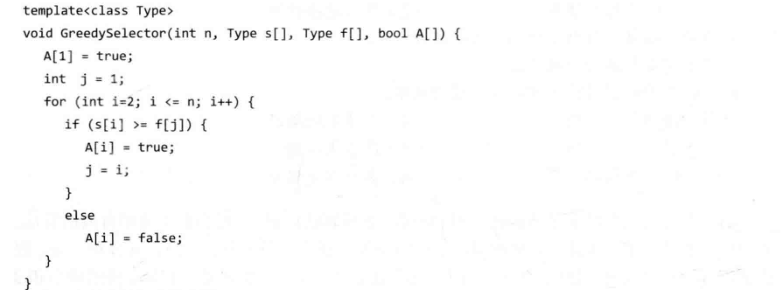 template<class Type>
void GreedySelector(int n, Type s[], Type f[], bool A[]) {
A[1] = true;
int j = 1;
for (int i=2; i <= n; i++) {
if (s[i] >= f[j]) {
A[i] = true;
j = i;
}
else
A[i] = false;
}
}